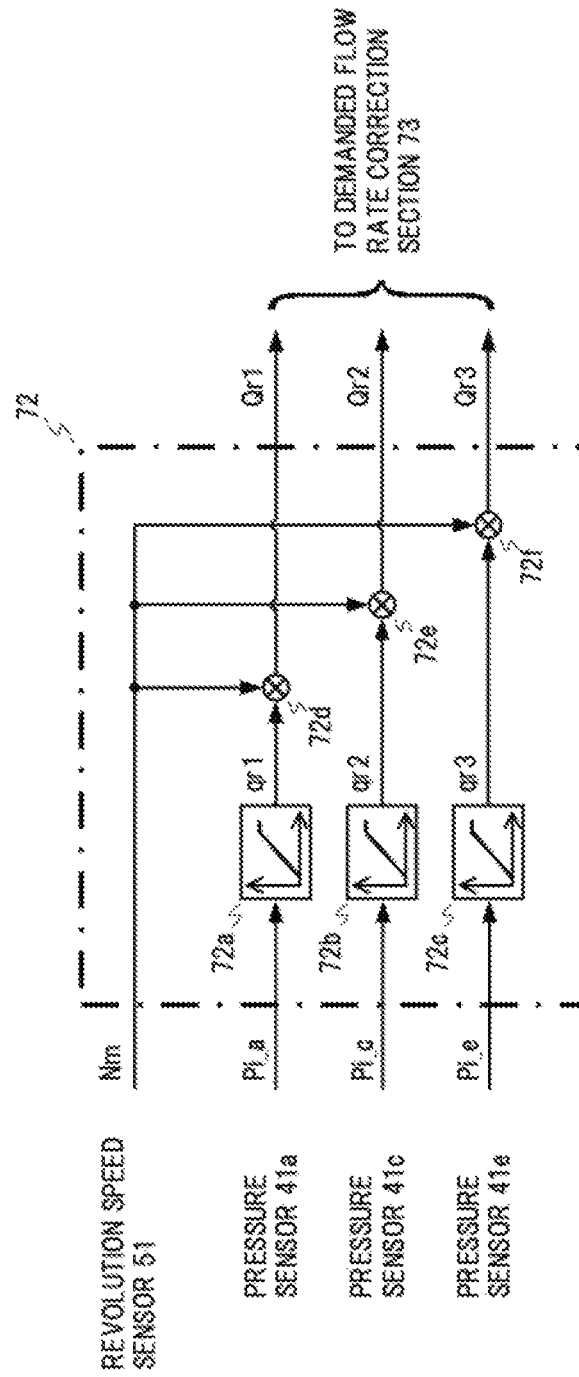 72
REVOLUTION SPEED
SENSOR 51
Nm
PRESSURE
SENSOR 41a
Pi_a
72a
qr1
72d
Qr1
PRESSURE
SENSOR 41c
Pi_c
72b
qr2
72e
Qr2
PRESSURE
SENSOR 41e
Pi_e
72c
qr3
72f
Qr3
TO DEMANDED FLOW
RATE CORRECTION
SECTION 73